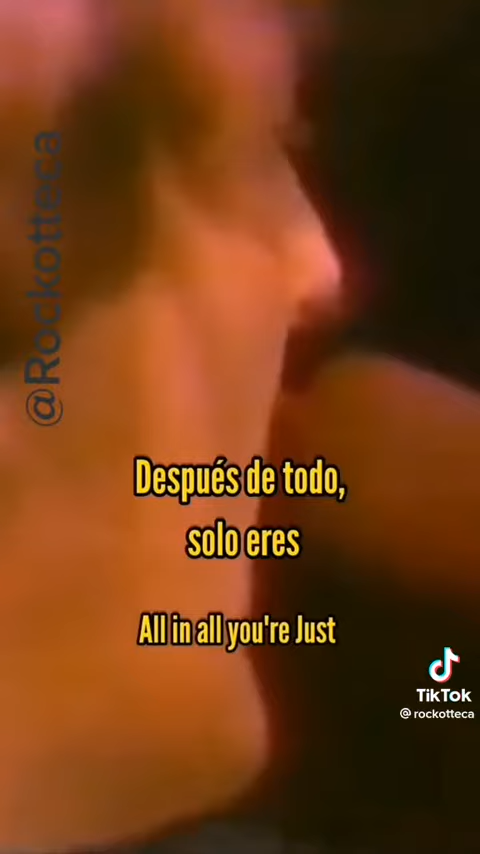 @Rockotteca
Después de todo,
solo eres
All in all you're Just
TikTok
@rockotteca